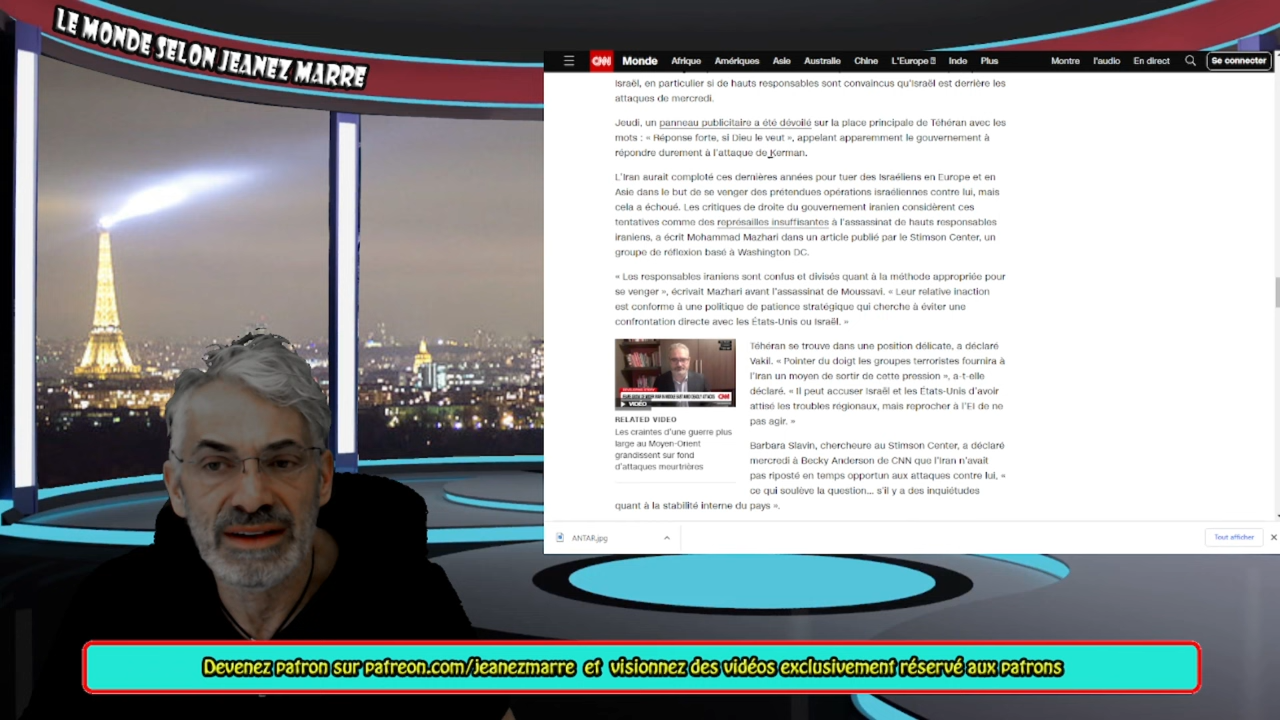 LE MONDE SELON JEANEZ MARRE
CNN Monde Afrique Amériques Asie Australie Chine L'Europe Inde Plus Montre l'audio En direct Se connecter
Israël, en particulier si de hauts responsables sont convaincus qu'Israël est derrière les
attaques de mercredi.
Jeudi, un panneau publicitaire a été dévoilé sur la place principale de Téhéran avec les
mots : « Réponse forte, si Dieu le veut », appelant apparemment le gouvernement à
répondre durement à l'attaque de Kerman.
L'Iran aurait comploté ces dernières années pour tuer des Israéliens en Europe et en
Asie dans le but de se venger des prétendues opérations israéliennes contre lui, mais
cela a échoué. Les critiques de droite du gouvernement iranien considèrent ces
tentatives comme des représailles insuffisantes à l'assassinat de hauts responsables
iraniens, a écrit Mohammad Mazhari dans un article publié par le Stimson Center, un
groupe de réflexion basé à Washington DC.
« Les responsables iraniens sont confus et divisés quant à la méthode appropriée pour
se venger », écrivait Mazhari avant l'assassinat de Moussavi. « Leur relative inaction
est conforme à une politique de patience stratégique qui cherche à éviter une
confrontation directe avec les États-Unis ou Israël. »
VIDÉO
CNN
RELATED VIDEO
Les craintes d'une guerre plus
large au Moyen-Orient
grandissent sur fond
d'attaques meurtrières
Téhéran se trouve dans une position délicate, a déclaré
Vakil. « Pointer du doigt les groupes terroristes fournira à
l'Iran un moyen de sortir de cette pression », a-t-elle
déclaré. « Il peut accuser Israël et les États-Unis d'avoir
attisé les troubles régionaux, mais reprocher à l'EI de ne
pas agir. »
Barbara Slavin, chercheure au Stimson Center, a déclaré
mercredi à Becky Anderson de CNN que l'Iran n'avait
pas riposté en temps opportun aux attaques contre lui, «
ce qui soulève la question... s'il y a des inquiétudes
quant à la stabilité interne du pays ».
ANTAR.jpg
Tout afficher
Devenez patron sur patreon.com/jeanezmarre et visionnez des vidéos exclusivement réservé aux patrons